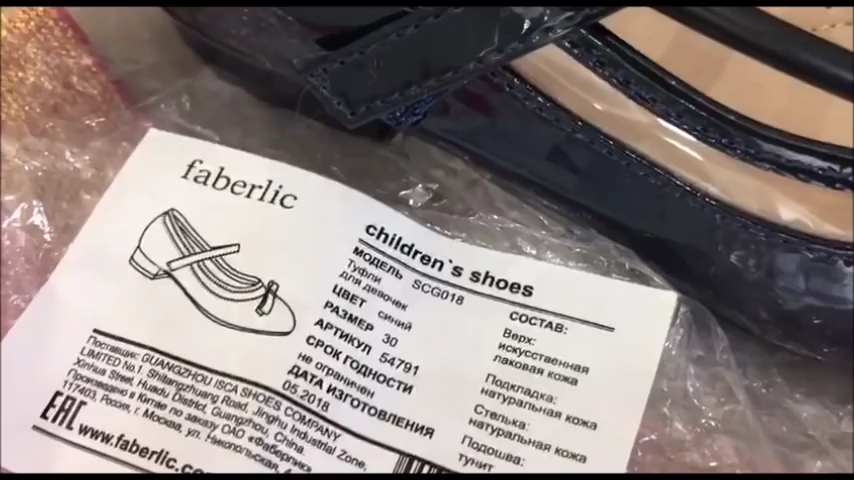 faberlic
children`s shoes
МОДЕЛЬ SCG018
Туфли
для девочек
ЦВЕТ синий
РАЗМЕР 30
АРТИКУЛ 54791
СРОК ГОДНОСТИ
не ограничен
ДАТА ИЗГОТОВЛЕНИЯ
05.2018
СОСТАВ:
Верх:
искусственная
лаковая кожа
Подкладка:
натуральная кожа
Стелька:
натуральная кожа
Подошва:
тунит
Поставщик: GUANGZHOU ISCA SHOES COMPANY
LIMITED No.1, Shitangzhuang Road, Jinghu Industrial Zone,
Xinhua Street, Huadu District, Guangzhou, China.
Произведено в Китае по заказу ОАО «Фаберлик»
117403, Россия, г. Москва, ул. Никопольская,
EAC
www.faberlic.co